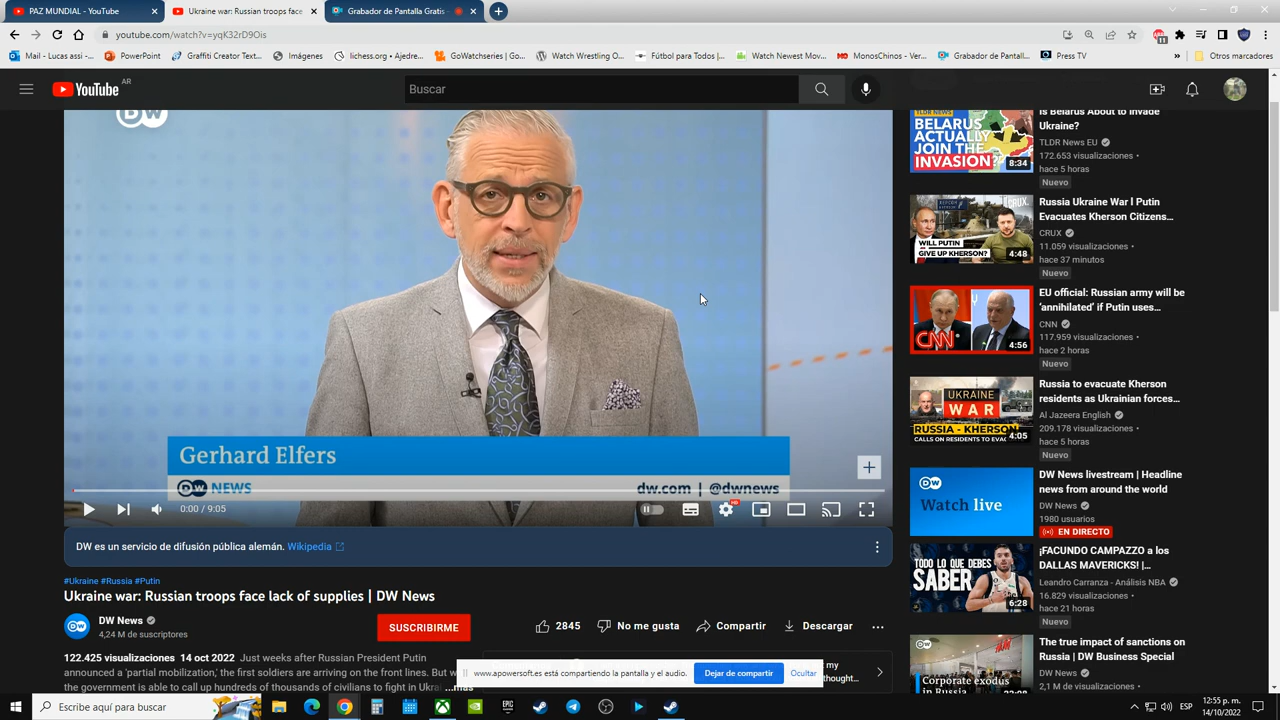 PAZ MUNDIAL - YouTube
Ukraine war: Russian troops face
Grabador de Pantalla Gratis -
youtube.com/watch?v=yqK32rD9Ois
11
Mail - Lucas assi -...
PowerPoint
Graffiti Creator Text...
Imágenes
lichess.org • Ajedre...
GoWatcheseries | Go...
Watch Wrestling O...
Fútbol para Todos |...
Watch Newest Mov...
MonosChinos - Ver...
Grabador de Pantall...
Press TV
»
Otros marcadores
YouTube AR
Buscar
DW
Gerhard Elfers
DW NEWS
dw.com | @dwnews
0:00 / 9:05
HD
DW es un servicio de difusión pública alemán. Wikipedia
#Ukraine #Russia #Putin
Ukraine war: Russian troops face lack of supplies | DW News
DW News
4,24 M de suscriptores
SUSCRIBIRME
2845
No me gusta
Compartir
Descargar
122.425 visualizaciones 14 oct 2022 Just weeks after Russian President Putin
announced a 'partial mobilization,' the first soldiers are arriving on the front lines. But w
the government is able to call up hundreds of thousands of civilians to fight in Ukrai ...más
my
thought...
www.apowersoft.es está compartiendo la pantalla y el audio.
Dejar de compartir
Ocultar
TLDR NEWS
BELARUS
ACTUALLY
JOIN THE
INVASION?
8:34
Is Belarus About to Invade
Ukraine?
TLDR News EU
172.653 visualizaciones •
hace 5 horas
Nuevo
CRUX
WILL PUTIN
GIVE UP KHERSON?
4:48
Russia Ukraine War l Putin
Evacuates Kherson Citizens...
CRUX
11.059 visualizaciones •
hace 37 minutos
Nuevo
CNN
4:56
EU official: Russian army will be
‘annihilated’ if Putin uses...
CNN
117.959 visualizaciones •
hace 2 horas
Nuevo
UKRAINE
WAR
RUSSIA - KHERSON
CALLS ON RESIDENTS TO EVAC
4:05
Russia to evacuate Kherson
residents as Ukrainian forces...
Al Jazeera English
209.178 visualizaciones •
hace 5 horas
Nuevo
DW
Watch live
DW News livestream | Headline
news from around the world
DW News
1980 usuarios
EN DIRECTO
TODO LO QUE DEBES
SABER
6:28
¡FACUNDO CAMPAZZO a los
DALLAS MAVERICKS! |...
Leandro Carranza - Análisis NBA
16.829 visualizaciones •
hace 21 horas
Nuevo
Corporate exodus
in Russia
The true impact of sanctions on
Russia | DW Business Special
DW News
2,1 M de visualizaciones •
Escribe aquí para buscar
EPIC
ESP
12:55 p. m.
14/10/2022